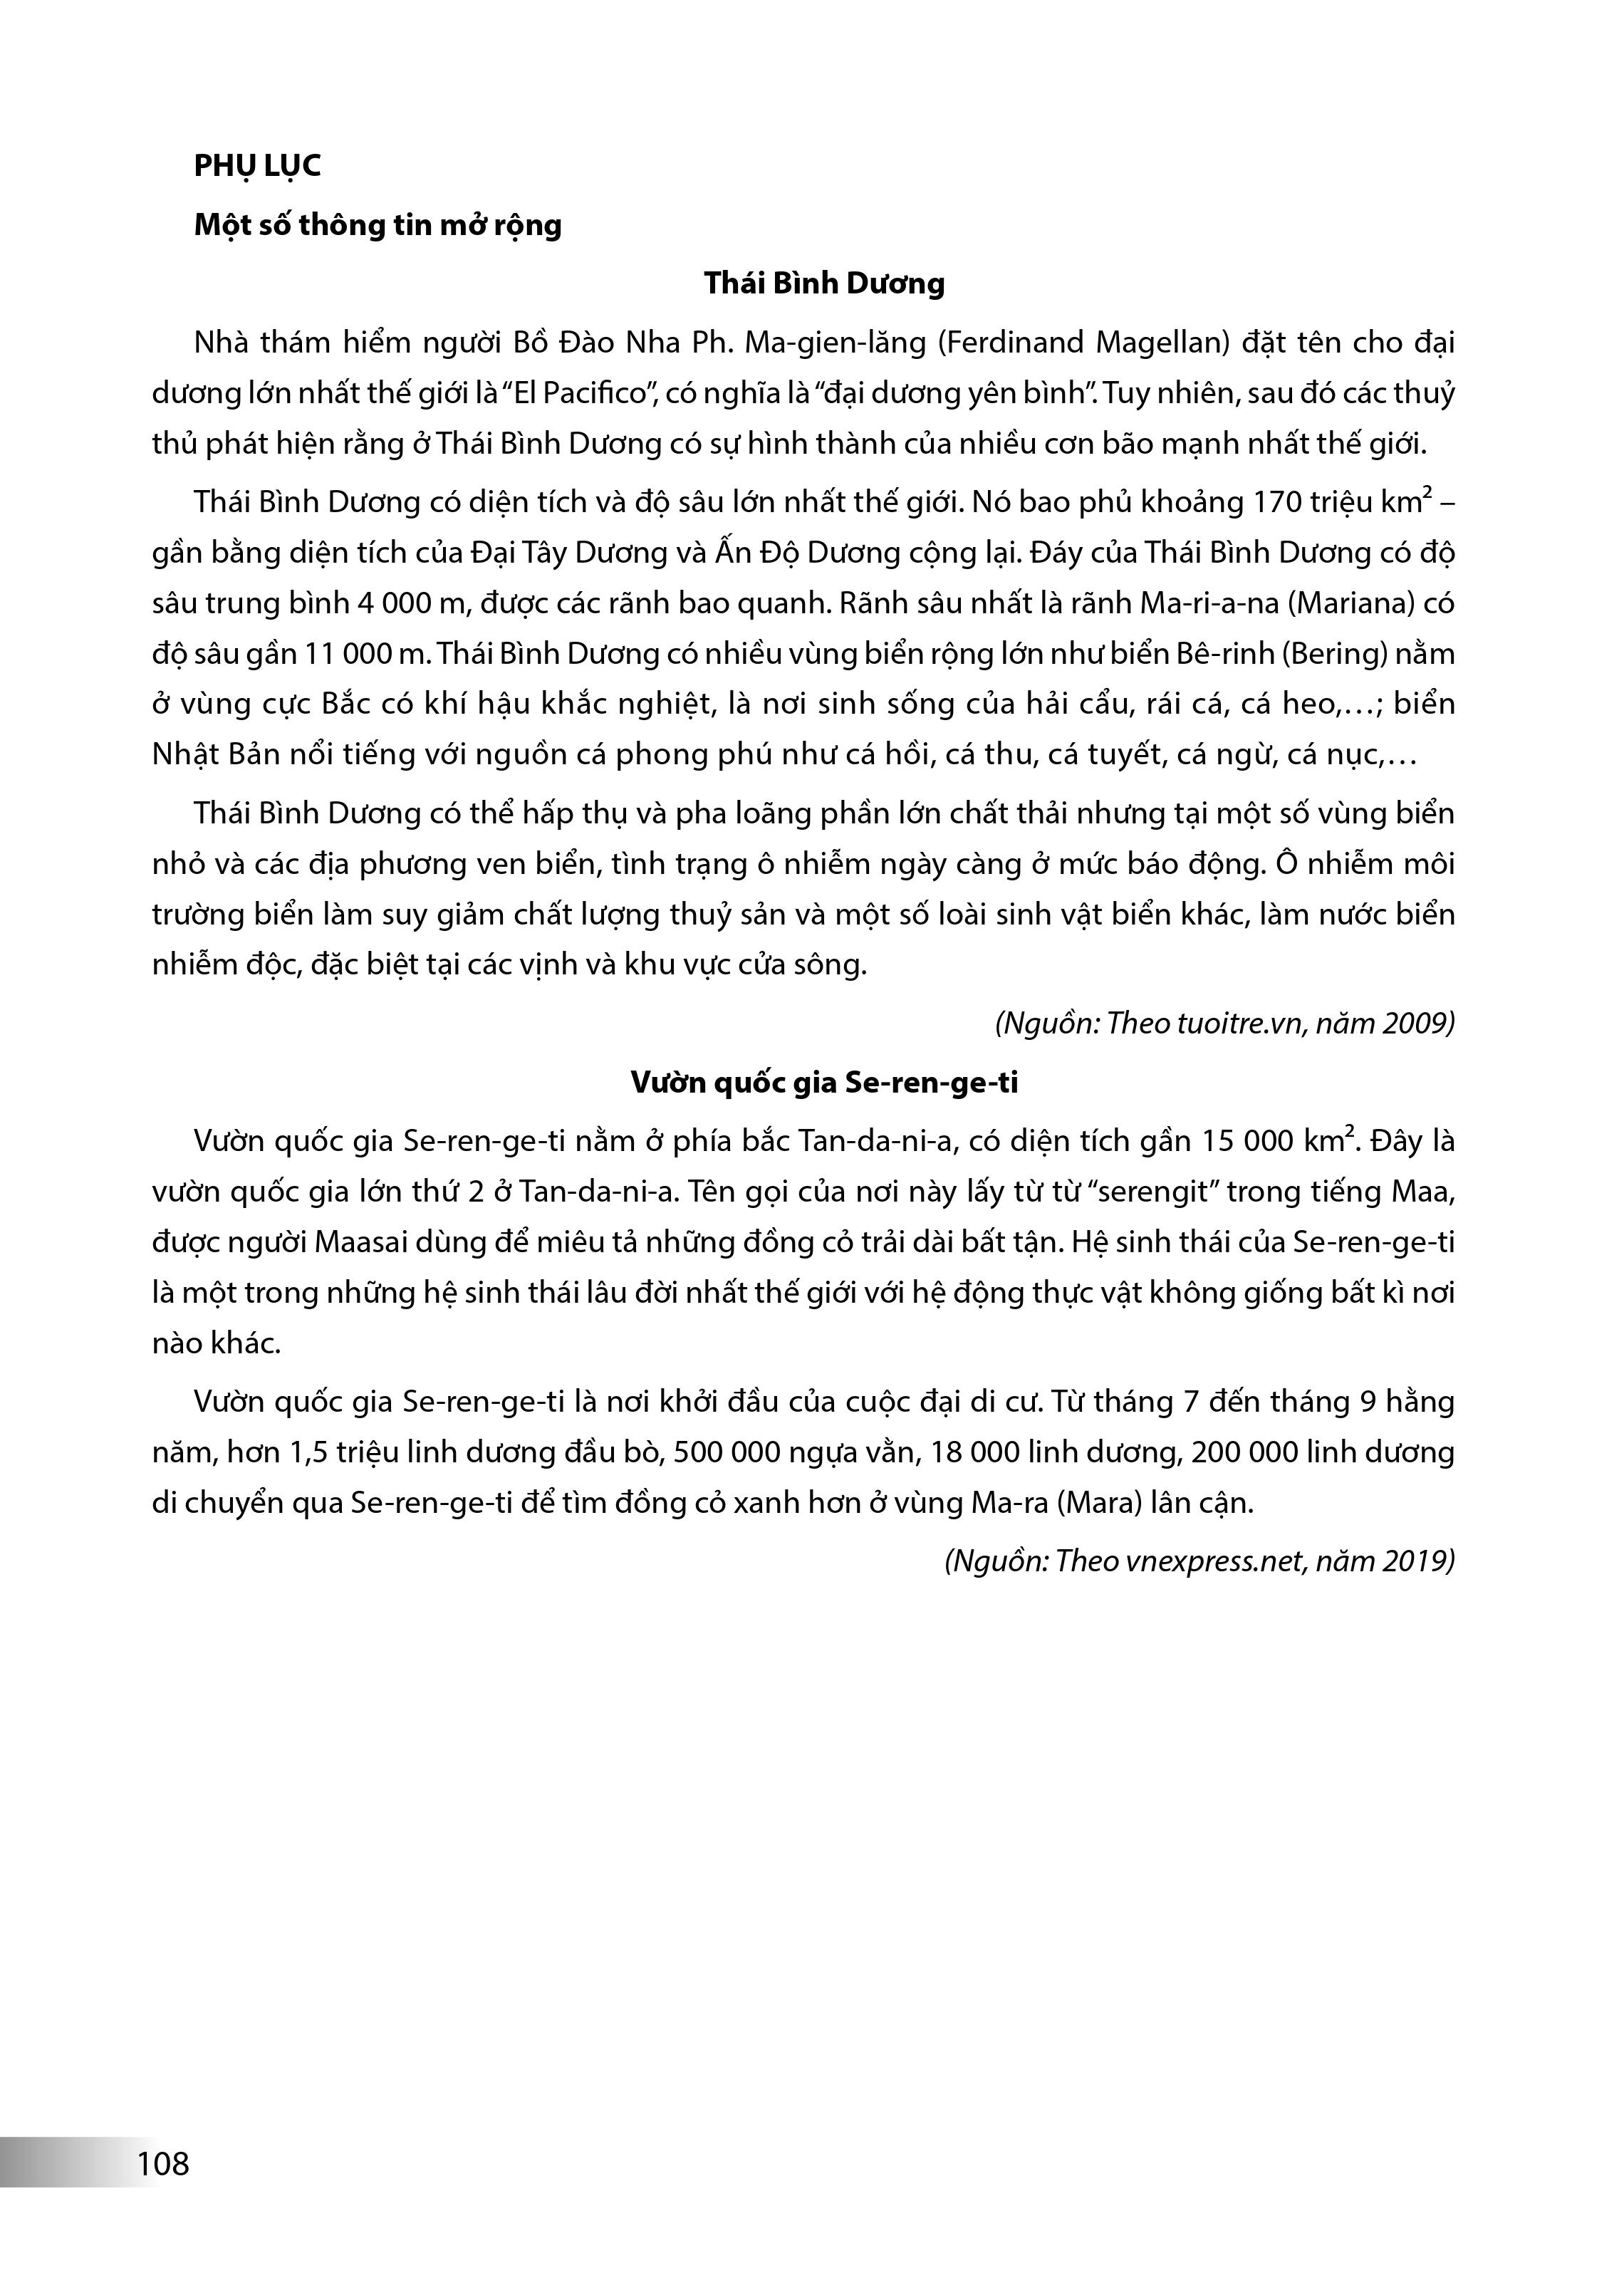 PHỤ LỤC
Một số thông tin mở rộng
Thái Bình Dương
Nhà thám hiểm người Bồ Đào Nha Ph. Ma-gien-lăng (Ferdinand Magellan) đặt tên cho đại
dương lớn nhất thế giới là “El Pacifico”, có nghĩa là “đại dương yên bình”. Tuy nhiên, sau đó các thuỷ
thủ phát hiện rằng ở Thái Bình Dương có sự hình thành của nhiều cơn bão mạnh nhất thế giới.
Thái Bình Dương có diện tích và độ sâu lớn nhất thế giới. Nó bao phủ khoảng 170 triệu km² –
gần bằng diện tích của Đại Tây Dương và Ấn Độ Dương cộng lại. Đáy của Thái Bình Dương có độ
sâu trung bình 4 000 m, được các rãnh bao quanh. Rãnh sâu nhất là rãnh Ma-ri-a-na (Mariana) có
độ sâu gần 11 000 m. Thái Bình Dương có nhiều vùng biển rộng lớn như biển Bê-rinh (Bering) nằm
ở vùng cực Bắc có khí hậu khắc nghiệt, là nơi sinh sống của hải cẩu, rái cá, cá heo,…; biển
Nhật Bản nổi tiếng với nguồn cá phong phú như cá hồi, cá thu, cá tuyết, cá ngừ, cá nục,…
Thái Bình Dương có thể hấp thụ và pha loãng phần lớn chất thải nhưng tại một số vùng biển
nhỏ và các địa phương ven biển, tình trạng ô nhiễm ngày càng ở mức báo động. Ô nhiễm môi
trường biển làm suy giảm chất lượng thuỷ sản và một số loài sinh vật biển khác, làm nước biển
nhiễm độc, đặc biệt tại các vịnh và khu vực cửa sông.
(Nguồn: Theo tuoitre.vn, năm 2009)
Vườn quốc gia Se-ren-ge-ti
Vườn quốc gia Se-ren-ge-ti nằm ở phía bắc Tan-da-ni-a, có diện tích gần 15 000 km². Đây là
vườn quốc gia lớn thứ 2 ở Tan-da-ni-a. Tên gọi của nơi này lấy từ từ “serengit” trong tiếng Maa,
được người Maasai dùng để miêu tả những đồng cỏ trải dài bất tận. Hệ sinh thái của Se-ren-ge-ti
là một trong những hệ sinh thái lâu đời nhất thế giới với hệ động thực vật không giống bất kì nơi
nào khác.
Vườn quốc gia Se-ren-ge-ti là nơi khởi đầu của cuộc đại di cư. Từ tháng 7 đến tháng 9 hằng
năm, hơn 1,5 triệu linh dương đầu bò, 500 000 ngựa vằn, 18 000 linh dương, 200 000 linh dương
di chuyển qua Se-ren-ge-ti để tìm đồng cỏ xanh hơn ở vùng Ma-ra (Mara) lân cận.
(Nguồn: Theo vnexpress.net, năm 2019)
108